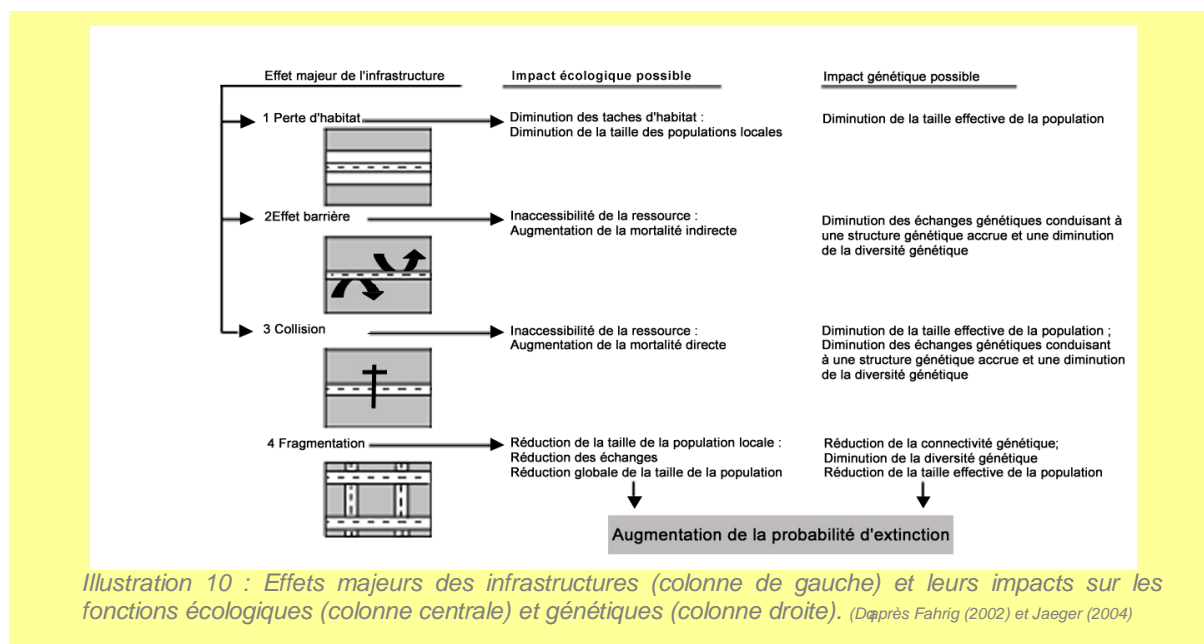 Effet majeur de l'infrastructure
Impact écologique possible
Impact génétique possible
1 Perte d'habitat
Diminution des taches d'habitat :
Diminution de la taille des populations locales
Diminution de la taille effective de la population
2Effet barrière
Inaccessibilité de la ressource :
Augmentation de la mortalité indirecte
Diminution des échanges génétiques conduisant à
une structure génétique accrue et une diminution
de la diversité génétique
3 Collision
Inaccessibilité de la ressource :
Augmentation de la mortalité directe
Diminution de la taille effective de la population ;
Diminution des échanges génétiques conduisant
à une structure génétique accrue et une diminution
de la diversité génétique
4 Fragmentation
Réduction de la taille de la population locale :
Réduction des échanges
Réduction globale de la taille de la population
Réduction de la connectivité génétique;
Diminution de la diversité génétique
Réduction de la taille effective de la population
Augmentation de la probabilité d'extinction
Illustration 10 : Effets majeurs des infrastructures (colonne de gauche) et leurs impacts sur les
fonctions écologiques (colonne centrale) et génétiques (colonne droite). (Dqaprès Fahrig (2002) et Jaeger (2004)